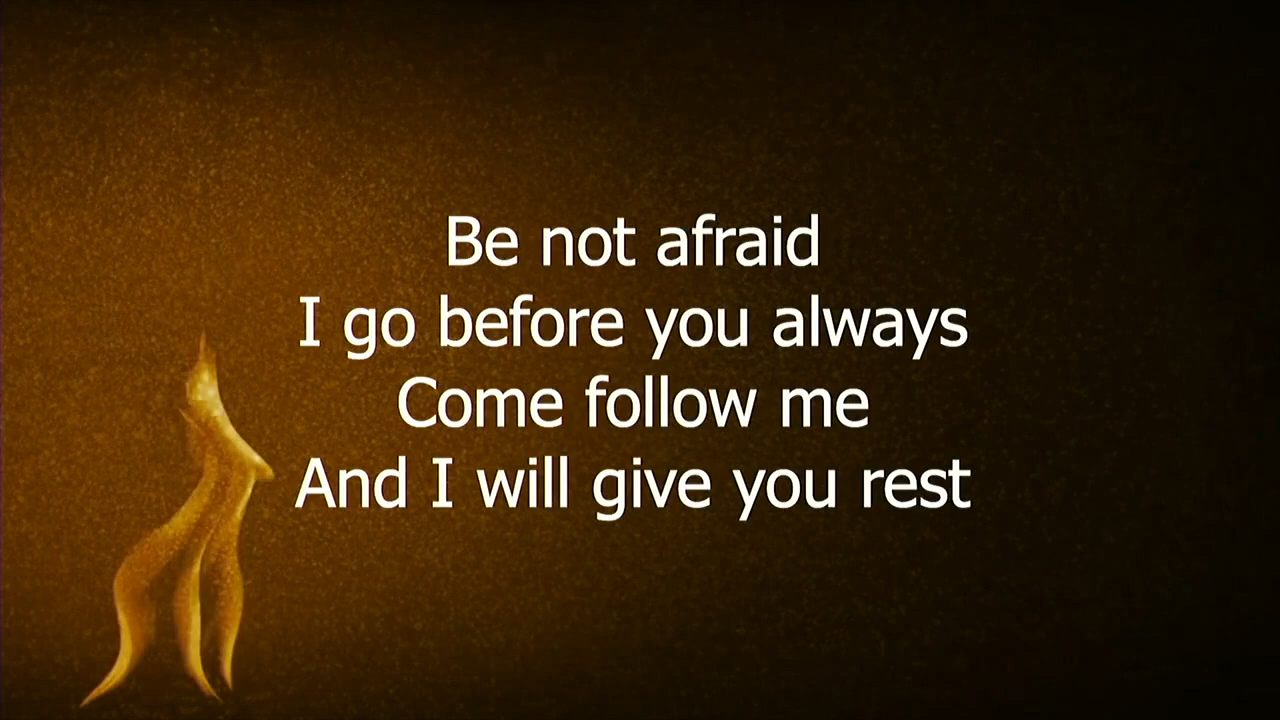 Be not afraid
I go before you always
Come follow me
And I will give you rest